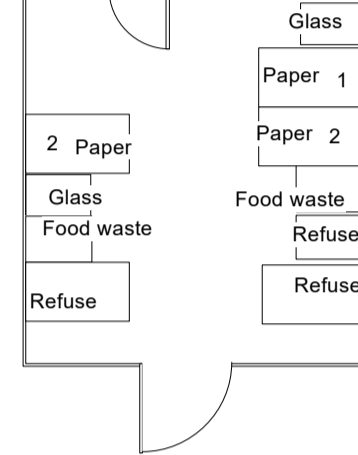 Glass
Paper 1
Paper 2
Food waste
Refuse
Refuse
2 Paper
Glass
Food waste
Refuse